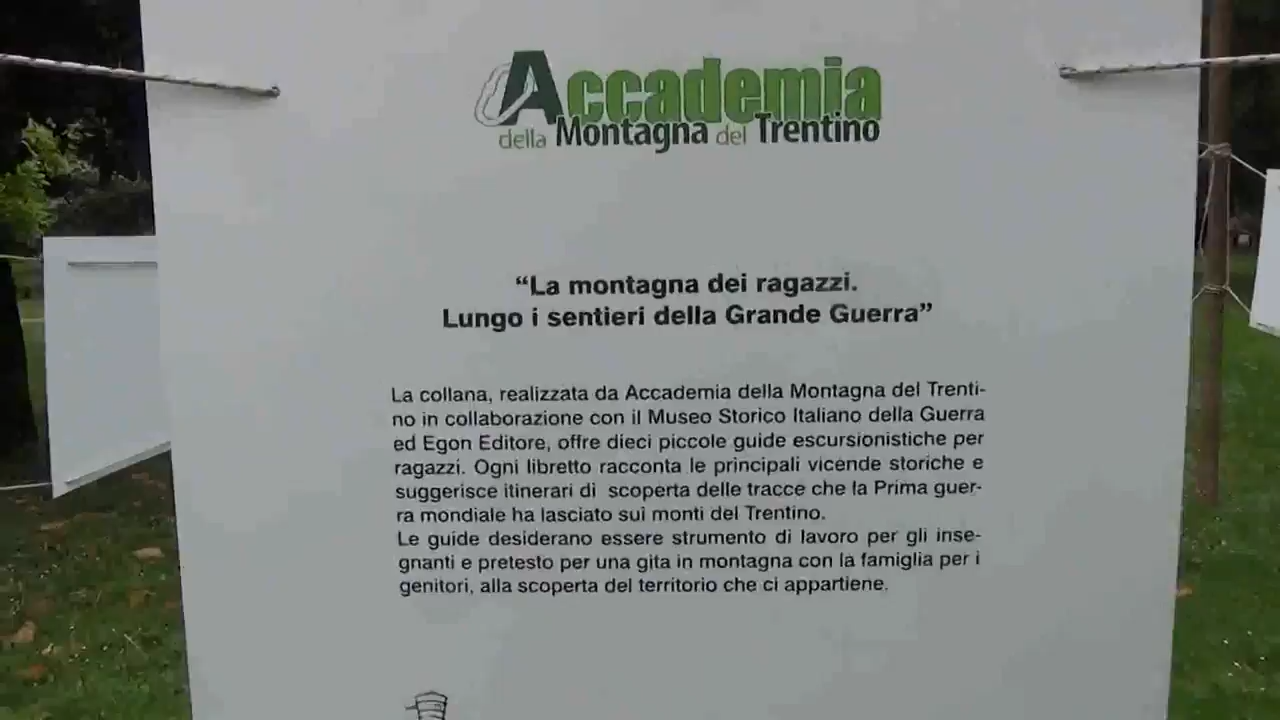 Accademia
della Montagna del Trentino
“La montagna dei ragazzi.
Lungo i sentieri della Grande Guerra”
La collana, realizzata da Accademia della Montagna del Trenti-
no in collaborazione con il Museo Storico Italiano della Guerra
ed Egon Editore, offre dieci piccole guide escursionistiche per
ragazzi. Ogni libretto racconta le principali vicende storiche e
suggerisce itinerari di scoperta delle tracce che la Prima guer-
ra mondiale ha lasciato sui monti del Trentino.
Le guide desiderano essere strumento di lavoro per gli inse-
gnanti e pretesto per una gita in montagna con la famiglia per i
genitori, alla scoperta del territorio che ci appartiene.